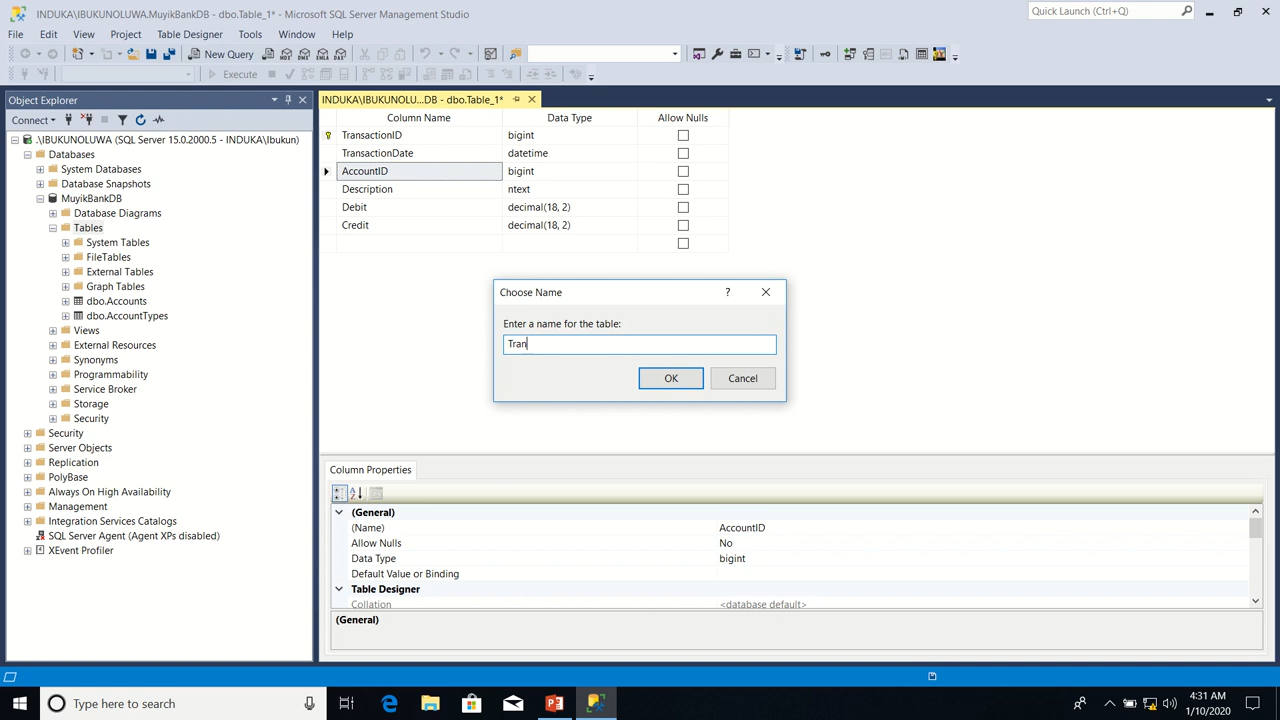 INDUKA\IBUKUNOLUWA.MuyikBankDB - dbo.Table_1* - Microsoft SQL Server Management Studio
Quick Launch (Ctrl+Q)
File Edit View Project Table Designer Tools Window Help
New Query
MDX DMX XMLA DAX
Execute
Object Explorer
INDUKA\IBUKUNOLU...DB - dbo.Table_1*
Connect
.\IBUKUNOLUWA (SQL Server 15.0.2000.5 - INDUKA\Ibukun)
Databases
System Databases
Database Snapshots
MuyikBankDB
Database Diagrams
Tables
System Tables
FileTables
External Tables
Graph Tables
dbo.Accounts
dbo.AccountTypes
Views
External Resources
Synonyms
Programmability
Service Broker
Storage
Security
Security
Server Objects
Replication
PolyBase
Always On High Availability
Management
Integration Services Catalogs
SQL Server Agent (Agent XPs disabled)
XEvent Profiler
Column Name Data Type Allow Nulls
TransactionID bigint
TransactionDate datetime
AccountID bigint
Description ntext
Debit decimal(18, 2)
Credit decimal(18, 2)
Choose Name ?
Enter a name for the table:
Tran
OK Cancel
Column Properties
(General)
(Name) AccountID
Allow Nulls No
Data Type bigint
Default Value or Binding
Table Designer
Collation <database default>
(General)
Type here to search
4:31 AM
1/10/2020